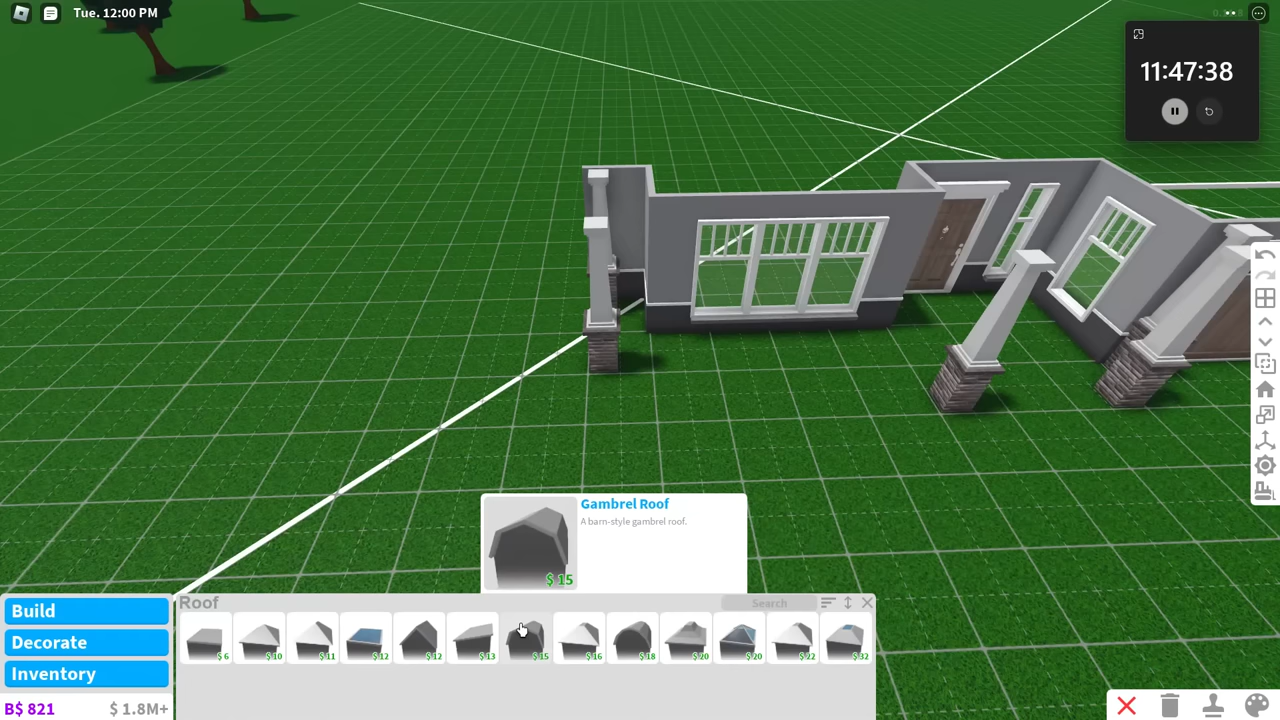 Tue. 12:00 PM
11:47:38
Gambrel Roof
A barn-style gambrel roof.
$ 15
Build
Decorate
Inventory
B$ 821
$ 1.8M+
Roof
Search
$ 6
$ 10
$ 11
$ 12
$ 12
$ 13
$ 15
$ 16
$ 18
$ 20
$ 20
$ 22
$ 32